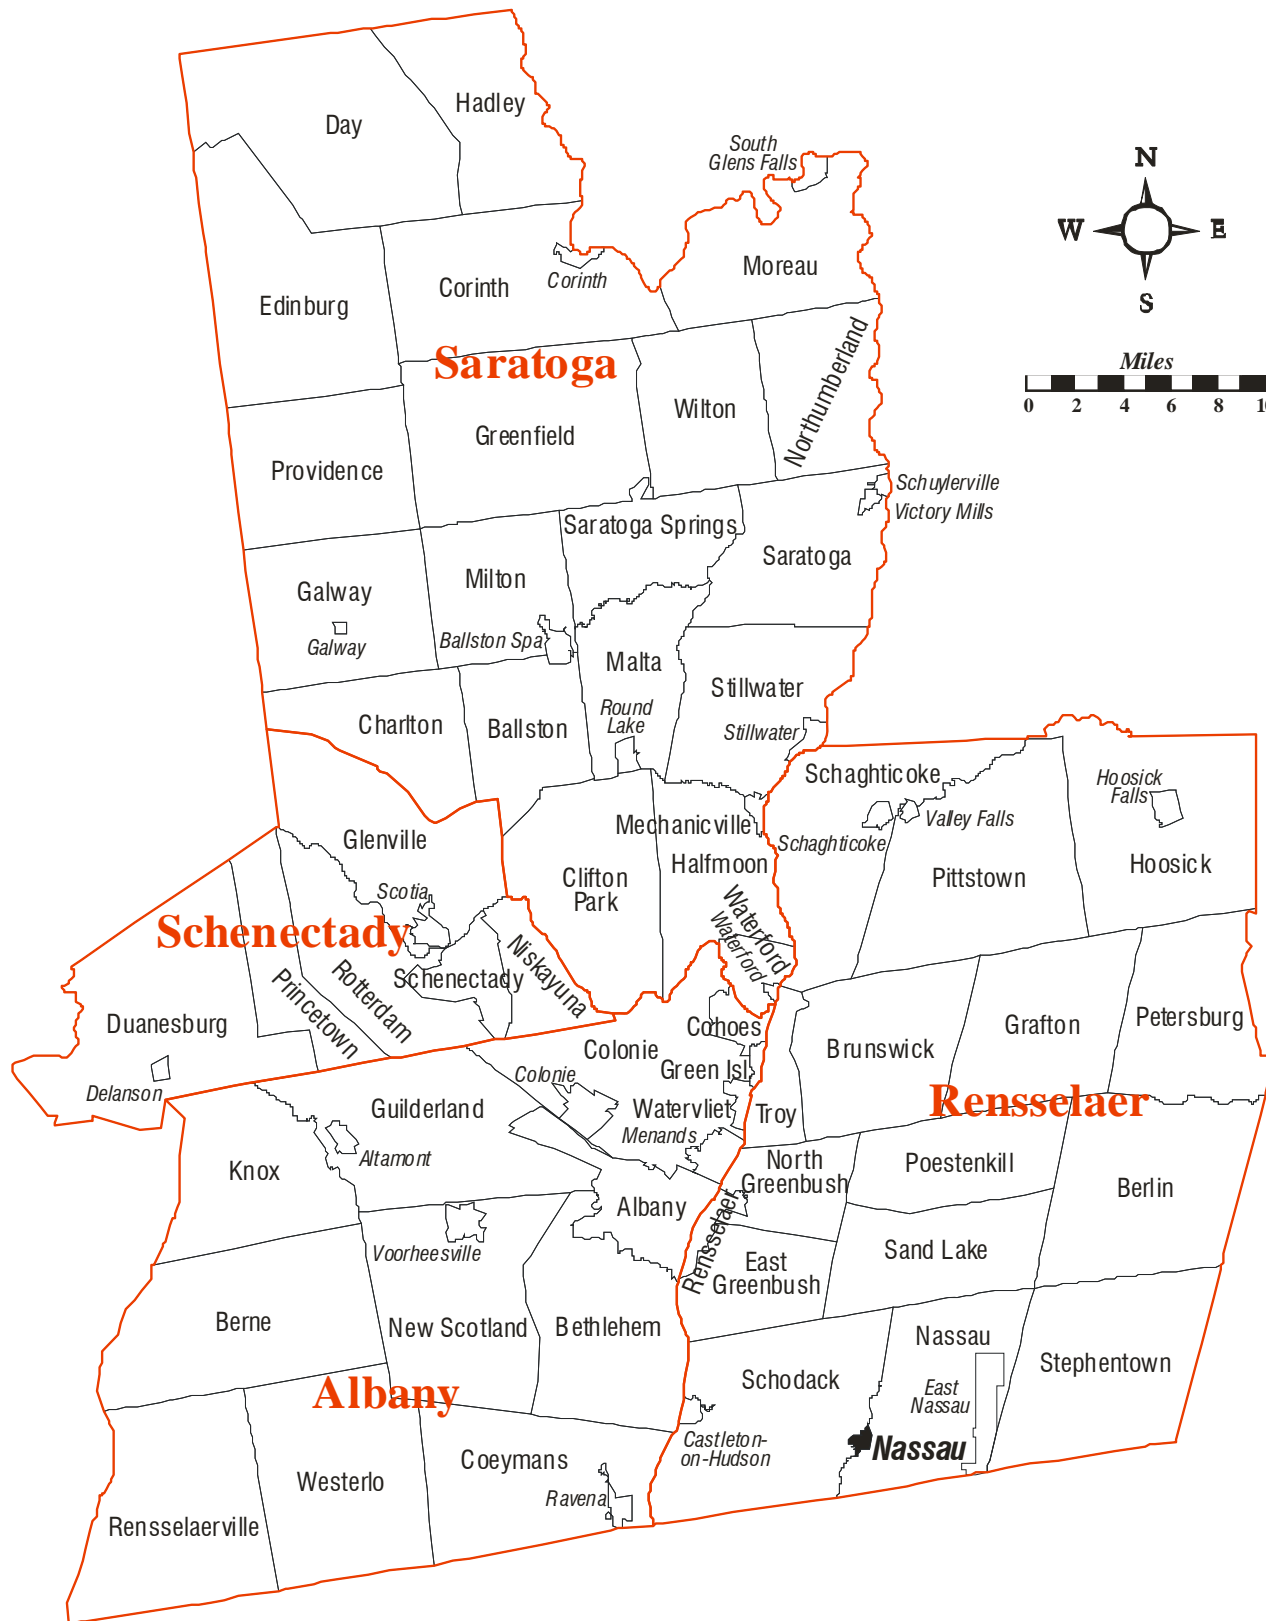 Hadley
Day
South
Glens Falls
N
W
E
S
Moreau
Corinth
Corinth
Edinburg
Saratoga
Miles
0 2 4 6 8 10
Northumberland
Wilton
Greenfield
Providence
Schuylerville
Victory Mills
Saratoga Springs
Saratoga
Milton
Galway
Galway
Ballston Spa
Malta
Stillwater
Round
Lake
Stillwater
Charlton
Ballston
Schaghticoke
Hoosick
Falls
Valley Falls
Mechanicville
Schaghticoke
Glenville
Halfmoon
Hoosick
Clifton
Park
Pittstown
Scotia
Waterford
Waterford
Schenectady
Niskayuna
Schenectady
Rotterdam
Princetown
Duanesburg
Cohoes
Petersburg
Grafton
Brunswick
Colonie
Green Isl.
Colonie
Delanson
Rensselaer
Guilderland
Watervliet
Troy
Menands
Altamont
Knox
North
Greenbush
Poestenkill
Berlin
Albany
Rensselaer
Voorheesville
Sand Lake
East
Greenbush
Berne
New Scotland
Bethlehem
Nassau
Stephentown
Schodack
Albany
East
Nassau
Castleton-
on-Hudson
Nassau
Coeymans
Westerlo
Ravena
Rensselaerville